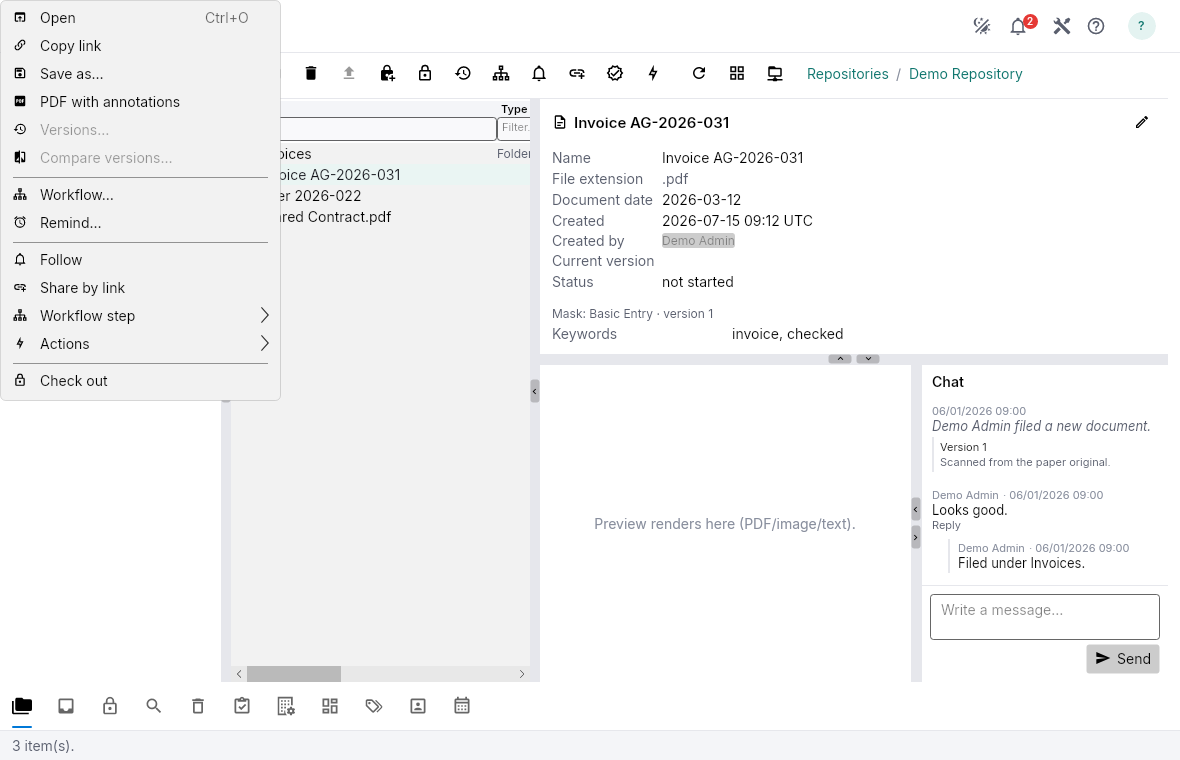 Open Ctrl+O
Copy link
Save as...
PDF with annotations
Versions...
Compare versions...
Workflow...
Remind...
Follow
Share by link
Workflow step
Actions
Check out
2
?
Repositories / Demo Repository
Type
Filter.
oices Folder
oice AG-2026-031
er 2026-022
ared Contract.pdf
Invoice AG-2026-031
Name Invoice AG-2026-031
File extension .pdf
Document date 2026-03-12
Created 2026-07-15 09:12 UTC
Created by Demo Admin
Current version
Status not started
Mask: Basic Entry · version 1
Keywords invoice, checked
Preview renders here (PDF/image/text).
Chat
06/01/2026 09:00
Demo Admin filed a new document.
Version 1
Scanned from the paper original.
Demo Admin · 06/01/2026 09:00
Looks good.
Reply
Demo Admin · 06/01/2026 09:00
Filed under Invoices.
Write a message...
Send
3 item(s).